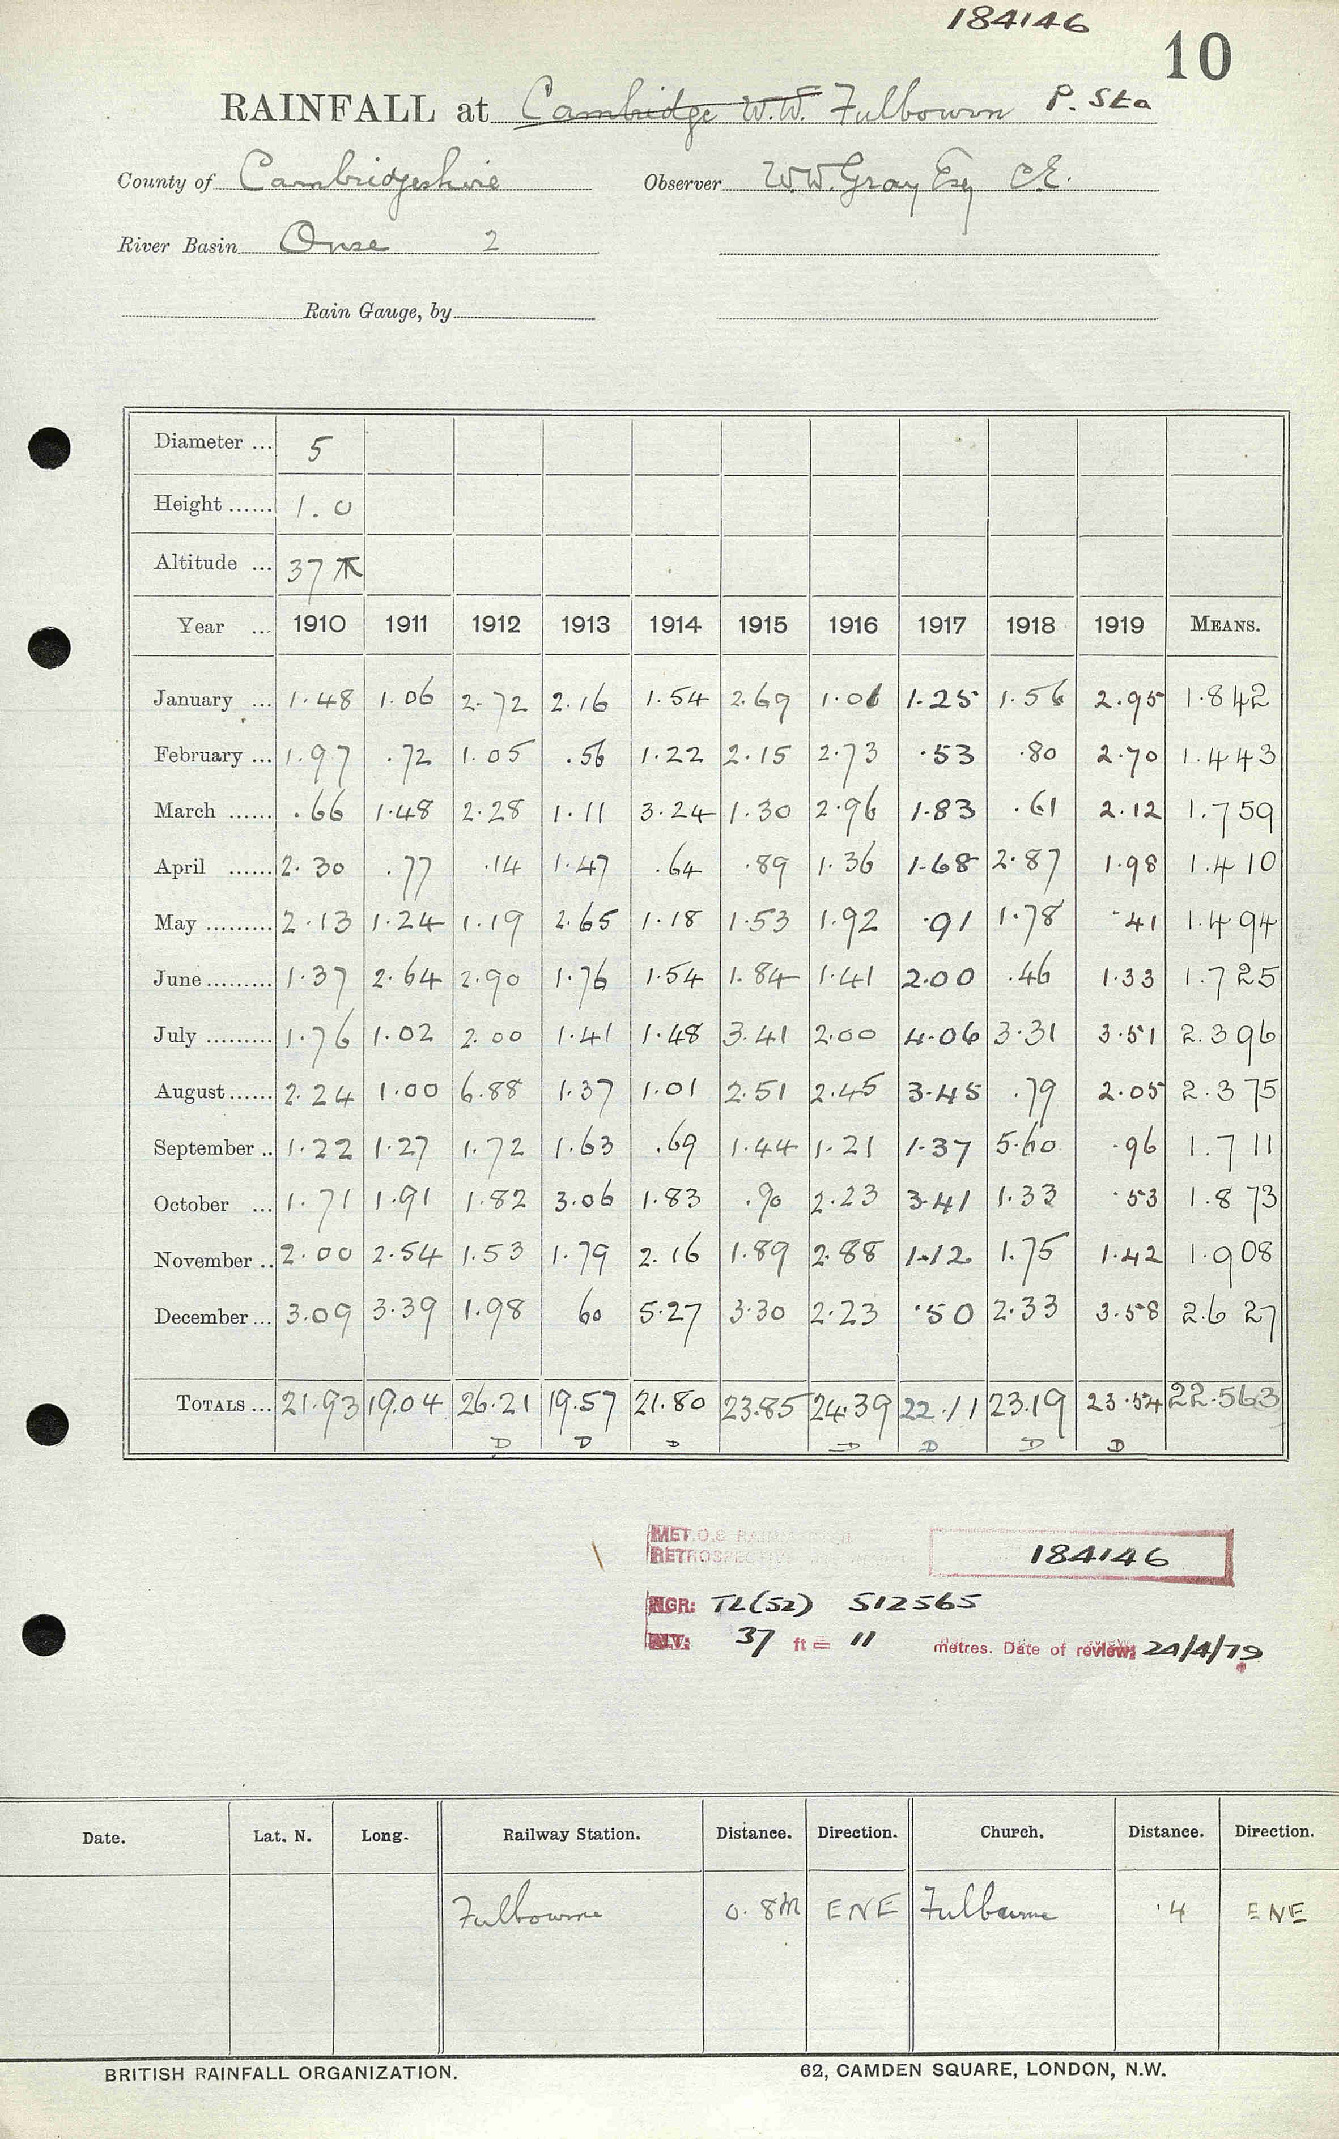 184146
10
RAINFALL at Cambridge W.W. Fulbourn P. Sta
County of Cambridgeshire Observer W.W. Gray Esq C.E.
River Basin Ouse 2
Rain Gauge, by
Diameter ... 5
Height ...... 1.0
Altitude ... 37
Year ... 1910 1911 1912 1913 1914 1915 1916 1917 1918 1919 MEANS.
January ... 1.48 1.06 2.72 2.16 1.54 2.69 1.01 1.25 1.56 2.95 1.842
February ... 1.97 .72 1.05 .56 1.22 2.15 2.73 .53 .80 2.70 1.443
March ...... .66 1.48 2.28 1.11 3.24 1.30 2.96 1.83 .61 2.12 1.759
April ...... 2.30 .77 .14 1.47 .64 .89 1.36 1.68 2.87 1.98 1.410
May ......... 2.13 1.24 1.19 2.65 1.18 1.53 1.92 .91 1.78 .41 1.494
June ......... 1.37 2.64 2.90 1.76 1.54 1.84 1.41 2.00 .46 1.33 1.725
July ......... 1.76 1.02 2.00 1.41 1.48 3.41 2.00 4.06 3.31 3.51 2.396
August ...... 2.24 1.00 6.88 1.37 1.01 2.51 2.45 3.45 .79 2.05 2.375
September .. 1.22 1.27 1.72 1.63 .69 1.44 1.21 1.37 5.60 .96 1.711
October ... 1.71 1.91 1.82 3.06 1.83 .90 2.23 3.41 1.33 .53 1.873
November .. 2.00 2.54 1.53 1.79 2.16 1.89 2.88 1.12 1.75 1.42 1.908
December ... 3.09 3.39 1.98 60 5.27 3.30 2.23 .50 2.33 3.58 2.627
TOTALS ... 21.93 19.04 26.21 19.57 21.80 23.85 24.39 22.11 23.19 23.54 22.563
D D D D D D D
MET.O.8
RETROSPECTIVE 184146
NGR: TL(52) 512565
37 ft = 11 metres. Date of review: 20/4/79
Date. Lat. N. Long. Railway Station. Distance. Direction. Church. Distance. Direction.
Fulbourne 0.8m ENE Fulbourne .4 ENE
BRITISH RAINFALL ORGANIZATION. 62, CAMDEN SQUARE, LONDON, N.W.